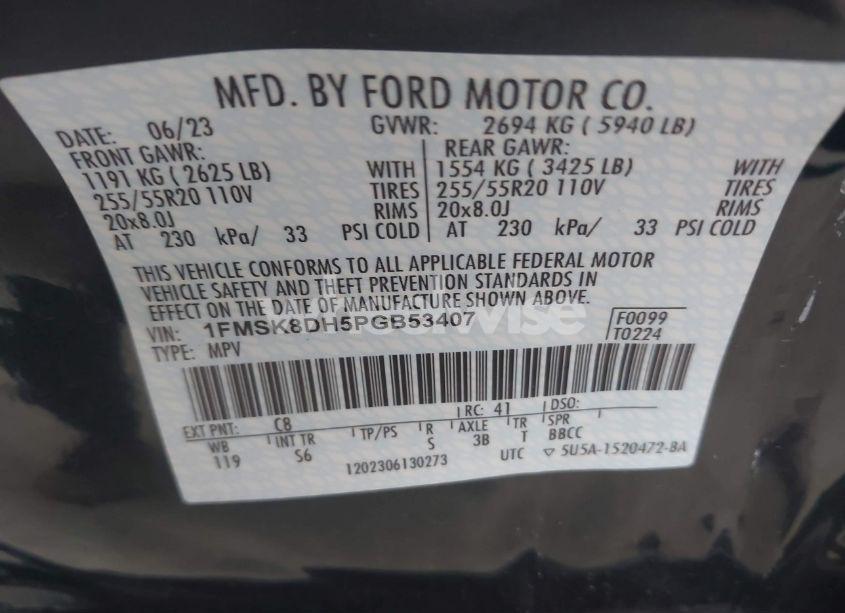 MFD. BY FORD MOTOR CO.
DATE: 06/23 GVWR: 2694 KG ( 5940 LB)
FRONT GAWR: REAR GAWR:
1191 KG ( 2625 LB) WITH 1554 KG ( 3425 LB) WITH
255/55R20 110V TIRES 255/55R20 110V TIRES
20x8.0J RIMS 20x8.0J RIMS
AT 230 kPa/ 33 PSI COLD AT 230 kPa/ 33 PSI COLD
THIS VEHICLE CONFORMS TO ALL APPLICABLE FEDERAL MOTOR
VEHICLE SAFETY AND THEFT PREVENTION STANDARDS IN
EFFECT ON THE DATE OF MANUFACTURE SHOWN ABOVE.
VIN: 1FMSK8DH5PGB53407 F0099
TYPE: MPV T0224
EXT PNT: C8 RC: 41 DSO:
WB INT TR TP/PS R AXLE TR SPR
119 S6 S 3B T BBCC
1202306130273 UTC ▽ 5U5A-1520472-BA